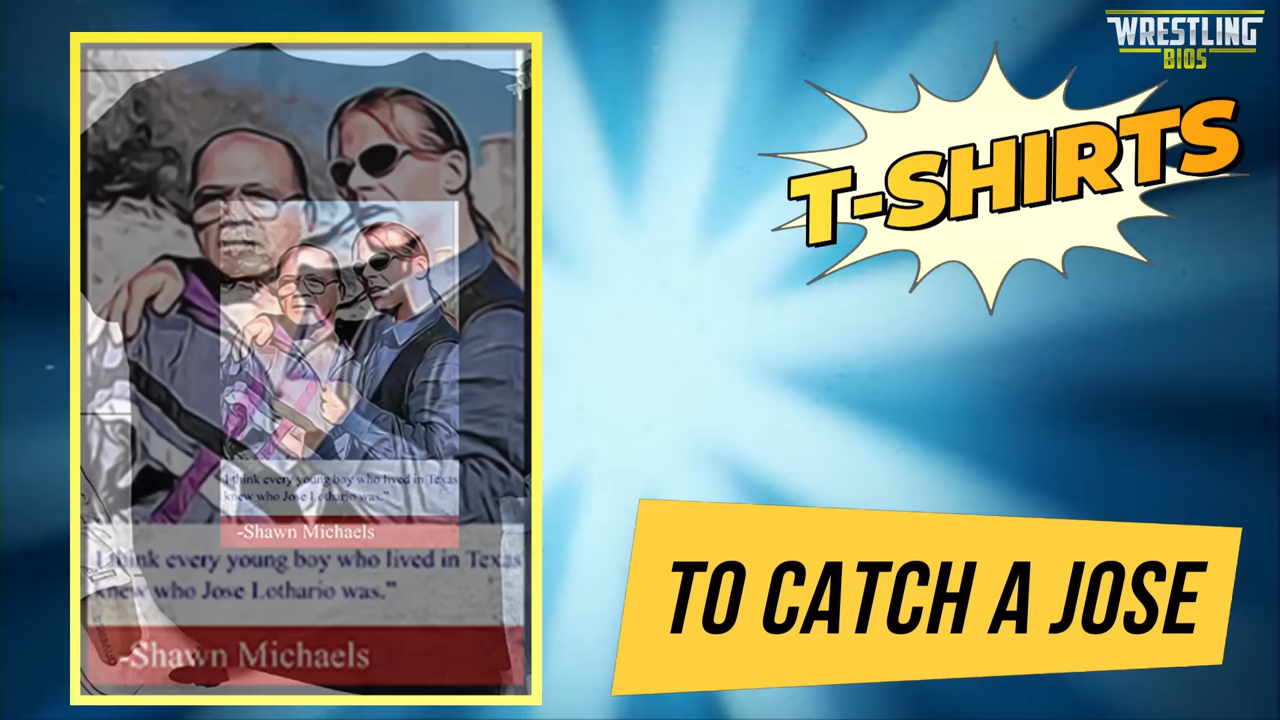 WRESTLING
BIOS
T-SHIRTS
"I think every young boy who lived in Texas
knew who Jose Lothario was."
-Shawn Michaels
I think every young boy who lived in Texas
knew who Jose Lothario was."
-Shawn Michaels
TO CATCH A JOSE